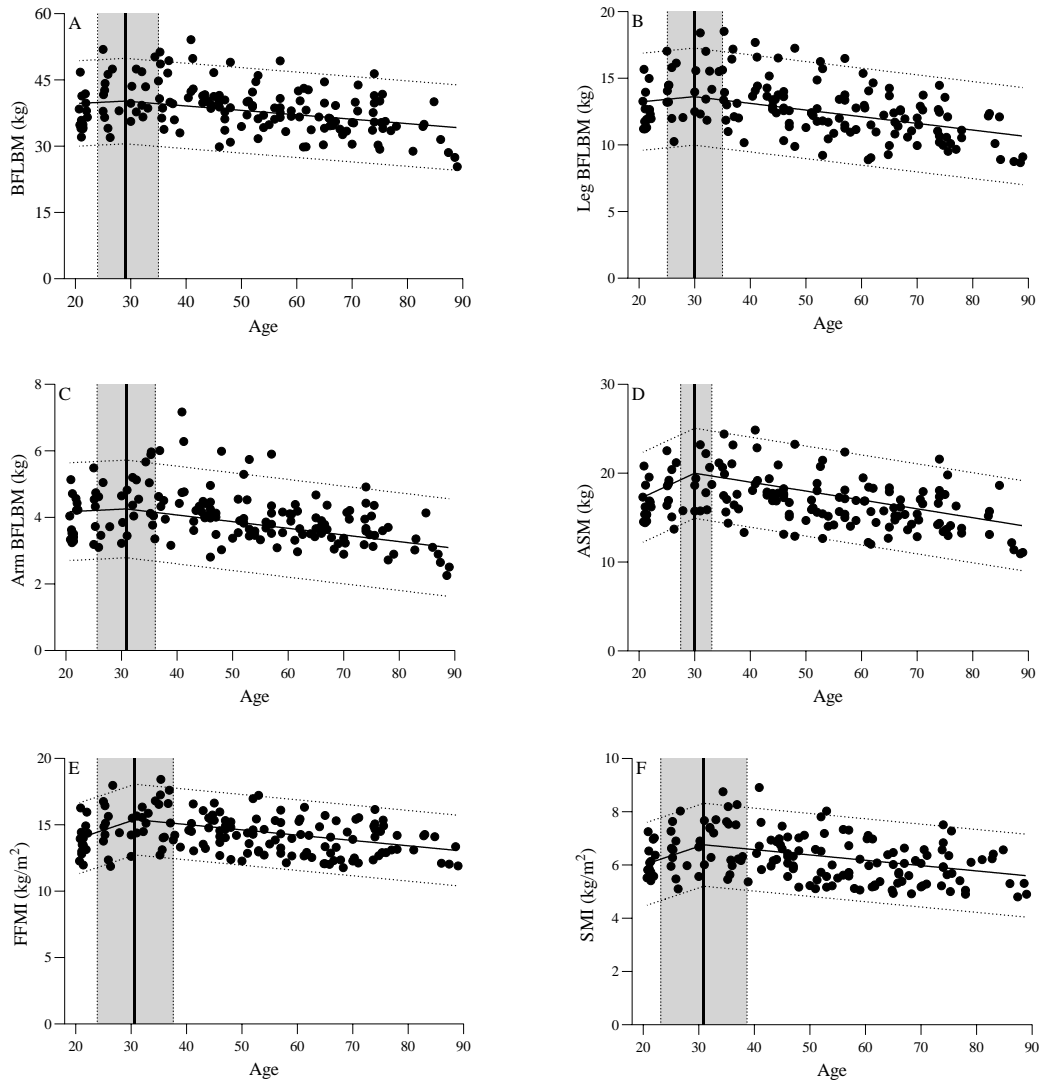 A
BFLBM (kg)
60
45
30
15
0
20 30 40 50 60 70 80 90
Age
B
Leg BFLBM (kg)
20
15
10
5
0
20 30 40 50 60 70 80 90
Age
C
Arm BFLBM (kg)
8
6
4
2
0
20 30 40 50 60 70 80 90
Age
D
ASM (kg)
30
20
10
0
20 30 40 50 60 70 80 90
Age
E
FFMI (kg/m²)
20
15
10
5
0
20 30 40 50 60 70 80 90
Age
F
SMI (kg/m²)
10
8
6
4
2
0
20 30 40 50 60 70 80 90
Age